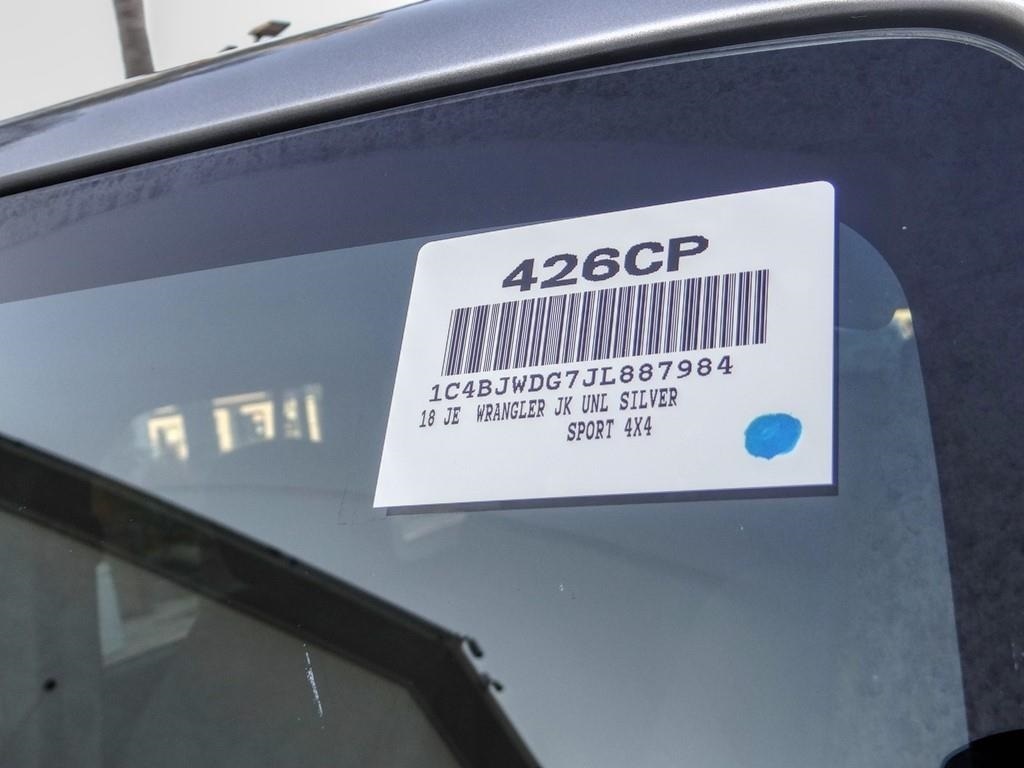 426CP
1C4BJWDG7JL887984
18 JE WRANGLER JK UNL SILVER
SPORT 4X4